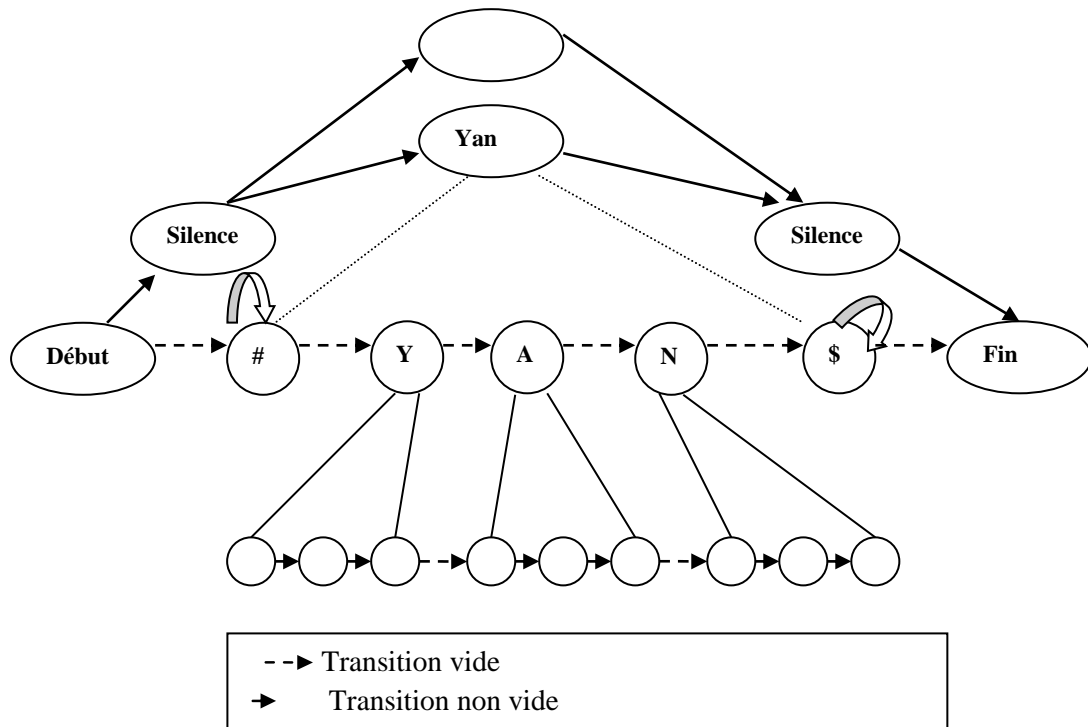 Yan
Silence
Silence
Début
#
Y
A
N
$
Fin
Transition vide
Transition non vide